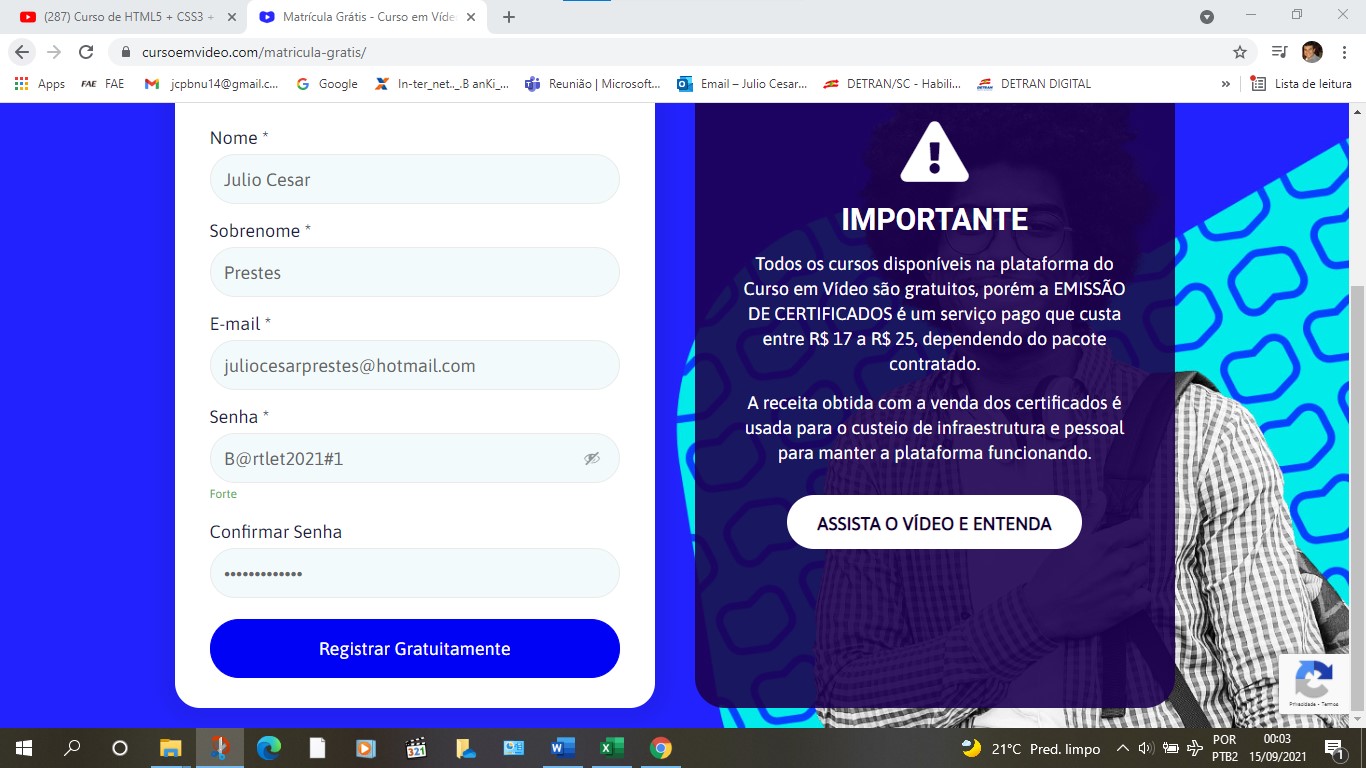 (287) Curso de HTML5 + CSS3 +
Matrícula Grátis - Curso em Víde
cursoemvideo.com/matricula-gratis/
Apps
FAE FAE
jcpbnu14@gmail.c...
Google
In-ter_net.._.B anKi_...
Reunião | Microsoft...
Email – Julio Cesar...
DETRAN/SC - Habili...
DETRAN DIGITAL
»
Lista de leitura
Nome *
Julio Cesar
Sobrenome *
Prestes
E-mail *
juliocesarprestes@hotmail.com
Senha *
B@rtlet2021#1
Forte
Confirmar Senha
•••••••••••••
Registrar Gratuitamente
IMPORTANTE
Todos os cursos disponíveis na plataforma do
Curso em Vídeo são gratuitos, porém a EMISSÃO
DE CERTIFICADOS é um serviço pago que custa
entre R$ 17 a R$ 25, dependendo do pacote
contratado.
A receita obtida com a venda dos certificados é
usada para o custeio de infraestrutura e pessoal
para manter a plataforma funcionando.
ASSISTA O VÍDEO E ENTENDA
Privacidade - Termos
321
21°C Pred. limpo
POR
PTB2
00:03
15/09/2021
1